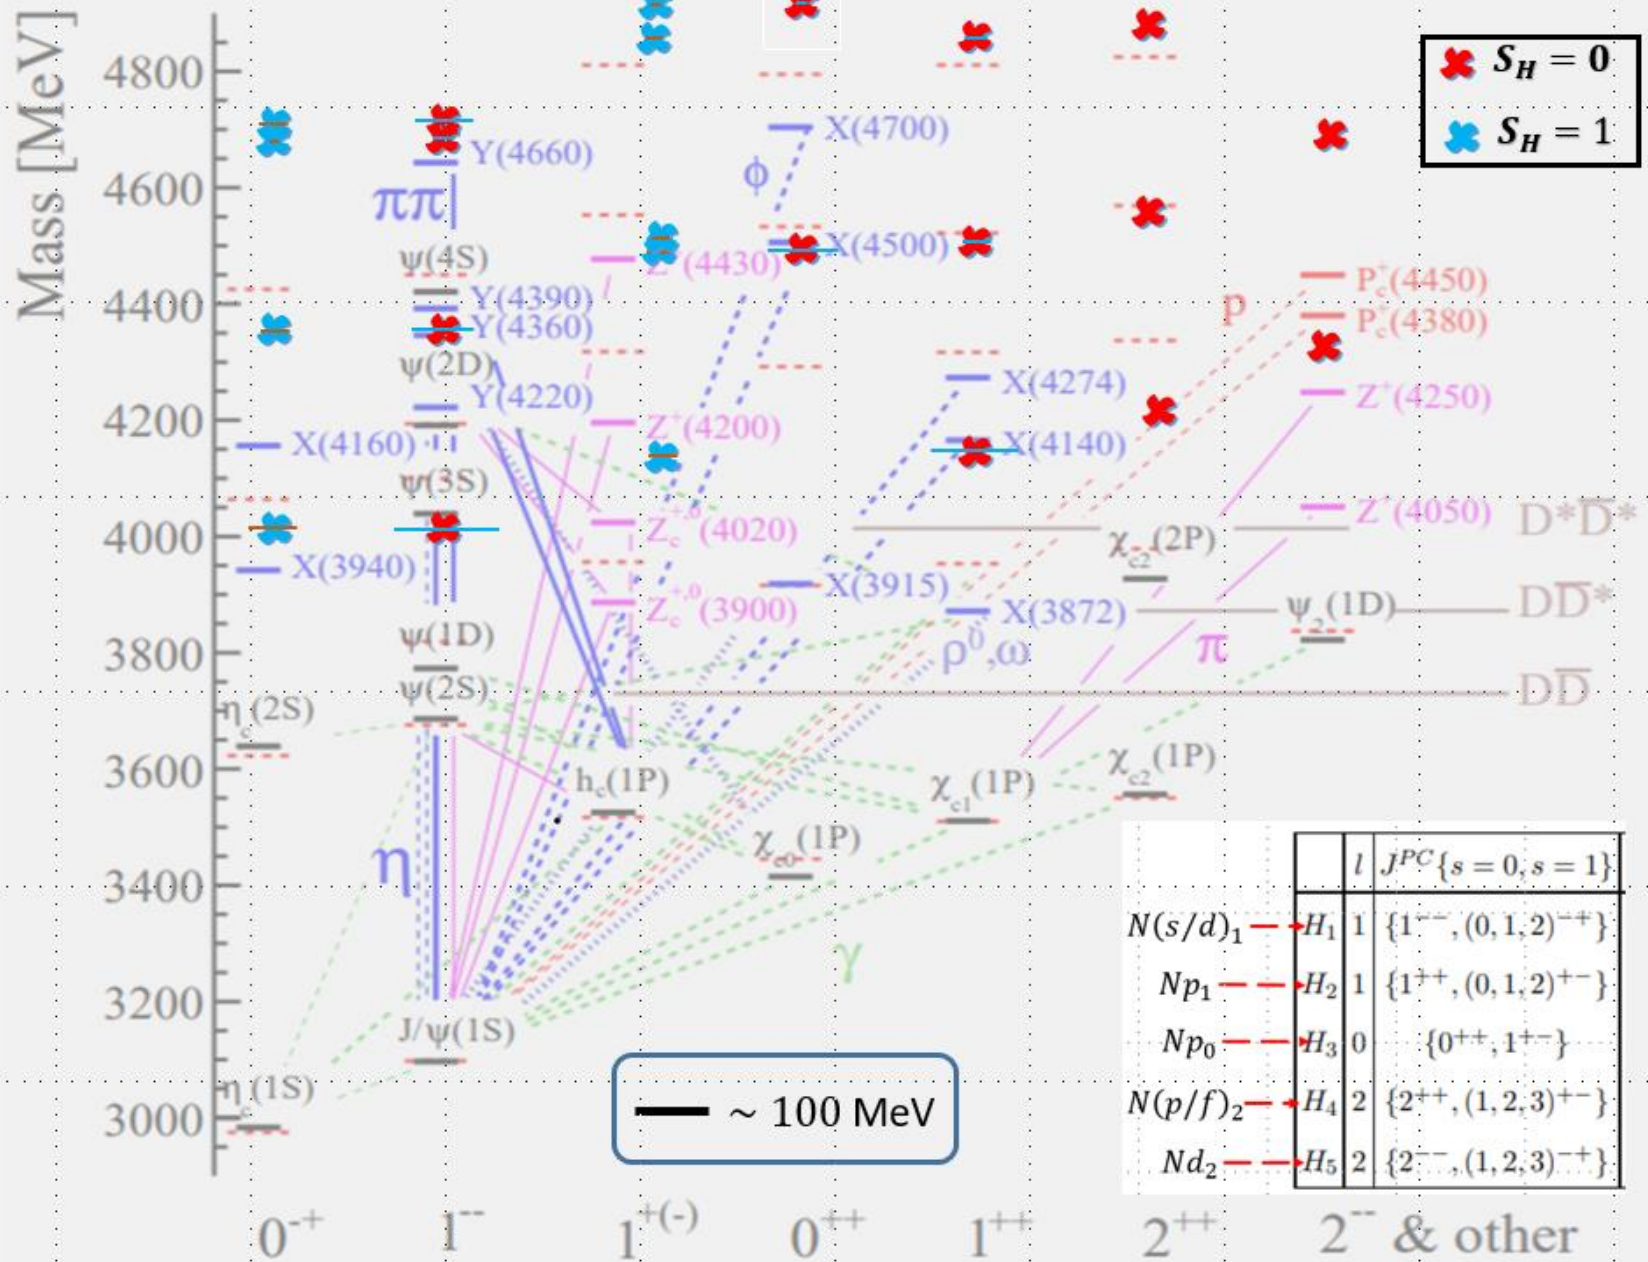 Mass [MeV]
4800
4600
4400
4200
4000
3800
3600
3400
3200
3000
S_H = 0
S_H = 1
X(4700)
Y(4660)
ϕ
ππ
ψ(4S)
X(4500)
Z⁺(4430)
Y(4390)
P_c⁺(4450)
p
Y(4360)
P_c⁺(4380)
ψ(2D)
X(4274)
Y(4220)
Z⁺(4250)
Z⁺(4200)
X(4160)
X(4140)
ψ(3S)
Z⁺(4050)
D*D̅*
Z_c⁺,⁰(4020)
χ_c2(2P)
X(3940)
X(3915)
Z_c⁺,⁰(3900)
X(3872)
ψ₂(1D)
DD̅*
ψ(1D)
ρ⁰,ω
π
ψ(2S)
DD̅
η_c(2S)
h_c(1P)
χ_c1(1P)
χ_c2(1P)
χ_c0(1P)
η
γ
J/ψ(1S)
η_c(1S)
~ 100 MeV
l J^{PC}{s = 0, s = 1}
N(s/d)₁ H₁ 1 {1⁻⁻, (0,1,2)⁻⁺}
Np₁ H₂ 1 {1⁺⁺, (0,1,2)⁺⁻}
Np₀ H₃ 0 {0⁺⁺, 1⁺⁻}
N(p/f)₂ H₄ 2 {2⁺⁺, (1,2,3)⁺⁻}
Nd₂ H₅ 2 {2⁻⁻, (1,2,3)⁻⁺}
0⁻⁺ 1⁻⁻ 1⁺⁽⁻⁾ 0⁺⁺ 1⁺⁺ 2⁺⁺ 2⁻⁻ & other